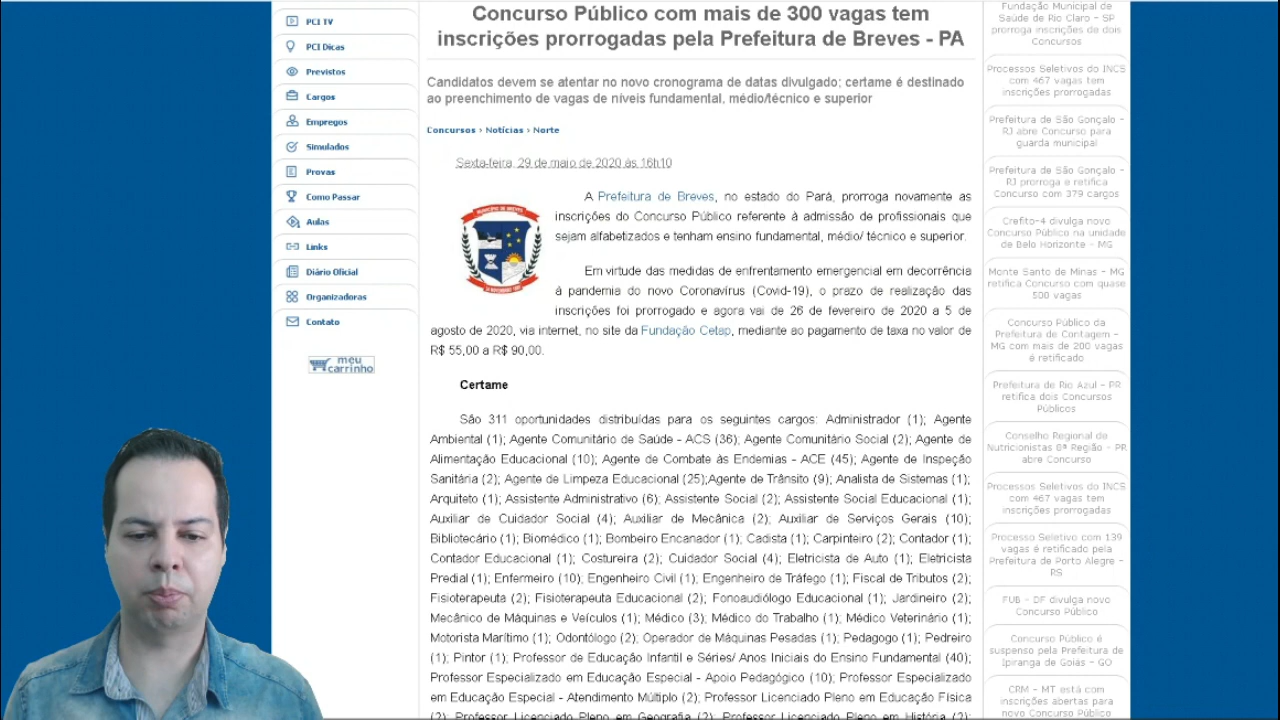 PCI TV
PCI Dicas
Previstos
Cargos
Empregos
Simulados
Provas
Como Passar
Aulas
Links
Diário Oficial
Organizadoras
Contato
meu
carrinho
Concurso Público com mais de 300 vagas tem
inscrições prorrogadas pela Prefeitura de Breves - PA
Candidatos devem se atentar no novo cronograma de datas divulgado; certame é destinado
ao preenchimento de vagas de níveis fundamental, médio/técnico e superior
Concursos › Notícias › Norte
Sexta-feira, 29 de maio de 2020 às 16h10
A Prefeitura de Breves, no estado do Pará, prorroga novamente as
inscrições do Concurso Público referente à admissão de profissionais que
sejam alfabetizados e tenham ensino fundamental, médio/ técnico e superior.
Em virtude das medidas de enfrentamento emergencial em decorrência
à pandemia do novo Coronavírus (Covid-19), o prazo de realização das
inscrições foi prorrogado e agora vai de 26 de fevereiro de 2020 a 5 de
agosto de 2020, via internet, no site da Fundação Cetap, mediante ao pagamento de taxa no valor de
R$ 55,00 a R$ 90,00.
Certame
São 311 oportunidades distribuídas para os seguintes cargos: Administrador (1); Agente
Ambiental (1); Agente Comunitário de Saúde - ACS (36); Agente Comunitário Social (2); Agente de
Alimentação Educacional (10); Agente de Combate às Endemias - ACE (45); Agente de Inspeção
Sanitária (2); Agente de Limpeza Educacional (25);Agente de Trânsito (9); Analista de Sistemas (1);
Arquiteto (1); Assistente Administrativo (6); Assistente Social (2); Assistente Social Educacional (1);
Auxiliar de Cuidador Social (4); Auxiliar de Mecânica (2); Auxiliar de Serviços Gerais (10);
Bibliotecário (1); Biomédico (1); Bombeiro Encanador (1); Cadista (1); Carpinteiro (2); Contador (1);
Contador Educacional (1); Costureira (2); Cuidador Social (4); Eletricista de Auto (1); Eletricista
Predial (1); Enfermeiro (10); Engenheiro Civil (1); Engenheiro de Tráfego (1); Fiscal de Tributos (2);
Fisioterapeuta (2); Fisioterapeuta Educacional (2); Fonoaudiólogo Educacional (1); Jardineiro (2);
Mecânico de Máquinas e Veículos (1); Médico (3); Médico do Trabalho (1); Médico Veterinário (1);
Motorista Marítimo (1); Odontólogo (2); Operador de Máquinas Pesadas (1); Pedagogo (1); Pedreiro
(1); Pintor (1); Professor de Educação Infantil e Séries/ Anos Iniciais do Ensino Fundamental (40);
Professor Especializado em Educação Especial - Apoio Pedagógico (10); Professor Especializado
em Educação Especial - Atendimento Múltiplo (2); Professor Licenciado Pleno em Educação Física
(2); Professor Licenciado Pleno em Geografia (2); Professor Licenciado Pleno em História (2);
Fundação Municipal de
Saúde de Rio Claro - SP
prorroga inscrições de dois
Concursos
Processos Seletivos do INCS
com 467 vagas tem
inscrições prorrogadas
Prefeitura de São Gonçalo -
RJ abre Concurso para
guarda municipal
Prefeitura de São Gonçalo -
RJ prorroga e retifica
Concurso com 379 cargos
Crefito-4 divulga novo
Concurso Público na unidade
de Belo Horizonte - MG
Monte Santo de Minas - MG
retifica Concurso com quase
500 vagas
Concurso Público da
Prefeitura de Contagem -
MG com mais de 200 vagas
é retificado
Prefeitura de Rio Azul - PR
retifica dois Concursos
Públicos
Conselho Regional de
Nutricionistas 8ª Região - PR
abre Concurso
Processos Seletivos do INCS
com 467 vagas tem
inscrições prorrogadas
Processo Seletivo com 139
vagas é retificado pela
Prefeitura de Porto Alegre -
RS
FUB - DF divulga novo
Concurso Público
Concurso Público é
suspenso pela Prefeitura de
Ipiranga de Goiás - GO
CRM - MT está com
inscrições abertas para
novo Concurso Público